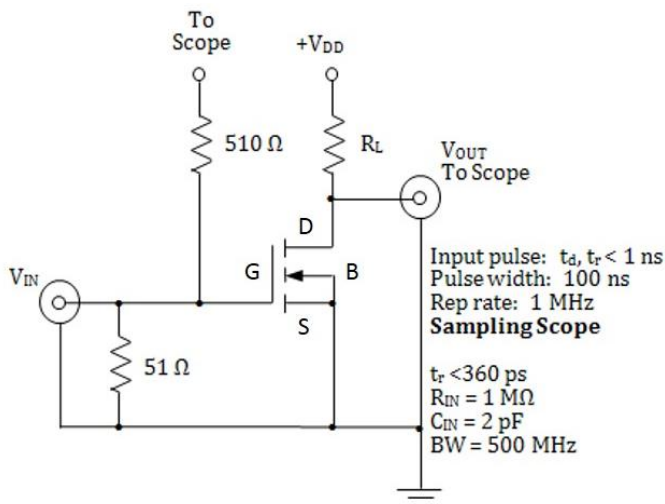 To
Scope
+VDD
510 Ω
RL
VOUT
To Scope
D
G
B
S
VIN
51 Ω
Input pulse: td, tr < 1 ns
Pulse width: 100 ns
Rep rate: 1 MHz
Sampling Scope
tr <360 ps
RIN = 1 MΩ
CIN = 2 pF
BW = 500 MHz